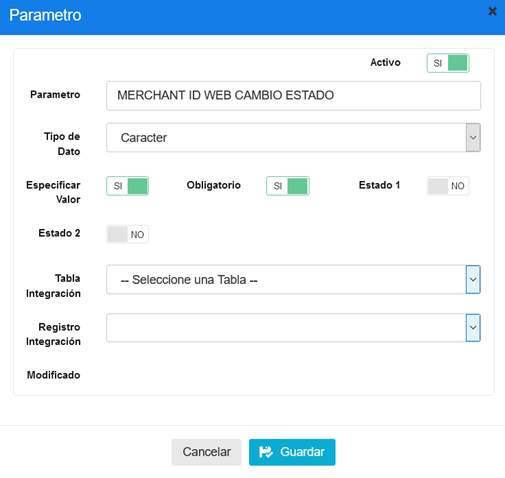 Parametro
Activo SI
Parametro MERCHANT ID WEB CAMBIO ESTADO
Tipo de
Dato
Caracter
Especificar
Valor
SI Obligatorio SI Estado 1 NO
Estado 2 NO
Tabla
Integración
-- Seleccione una Tabla --
Registro
Integración
Modificado
Cancelar Guardar